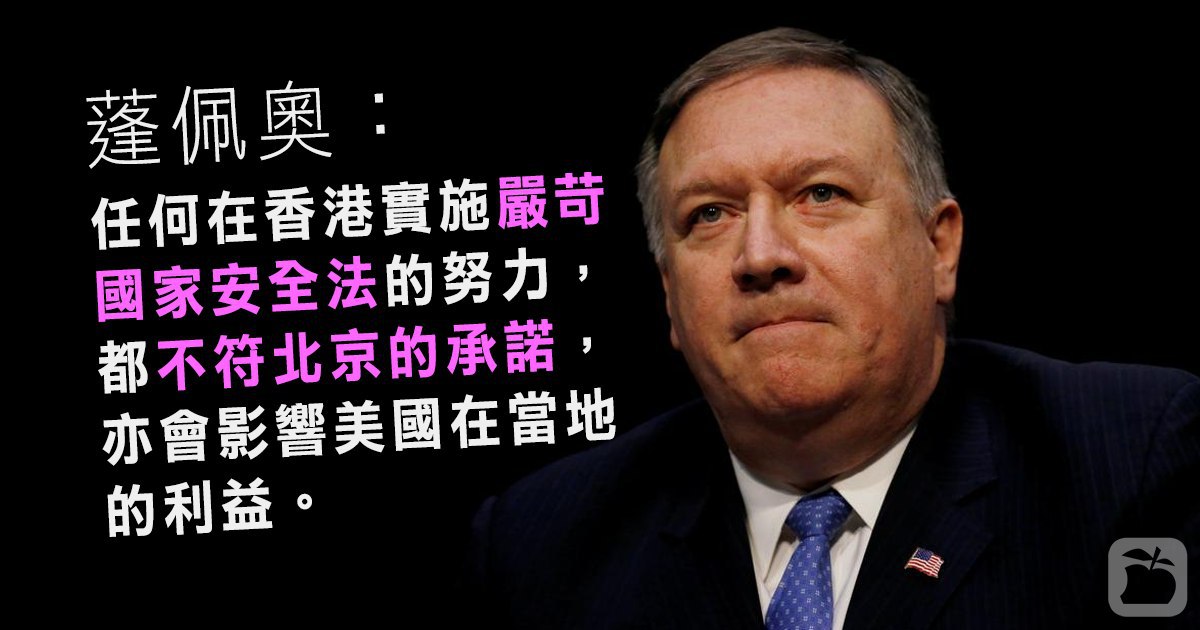 蓬佩奧：
任何在香港實施嚴苛
國家安全法的努力，
都不符北京的承諾，
亦會影響美國在當地
的利益。